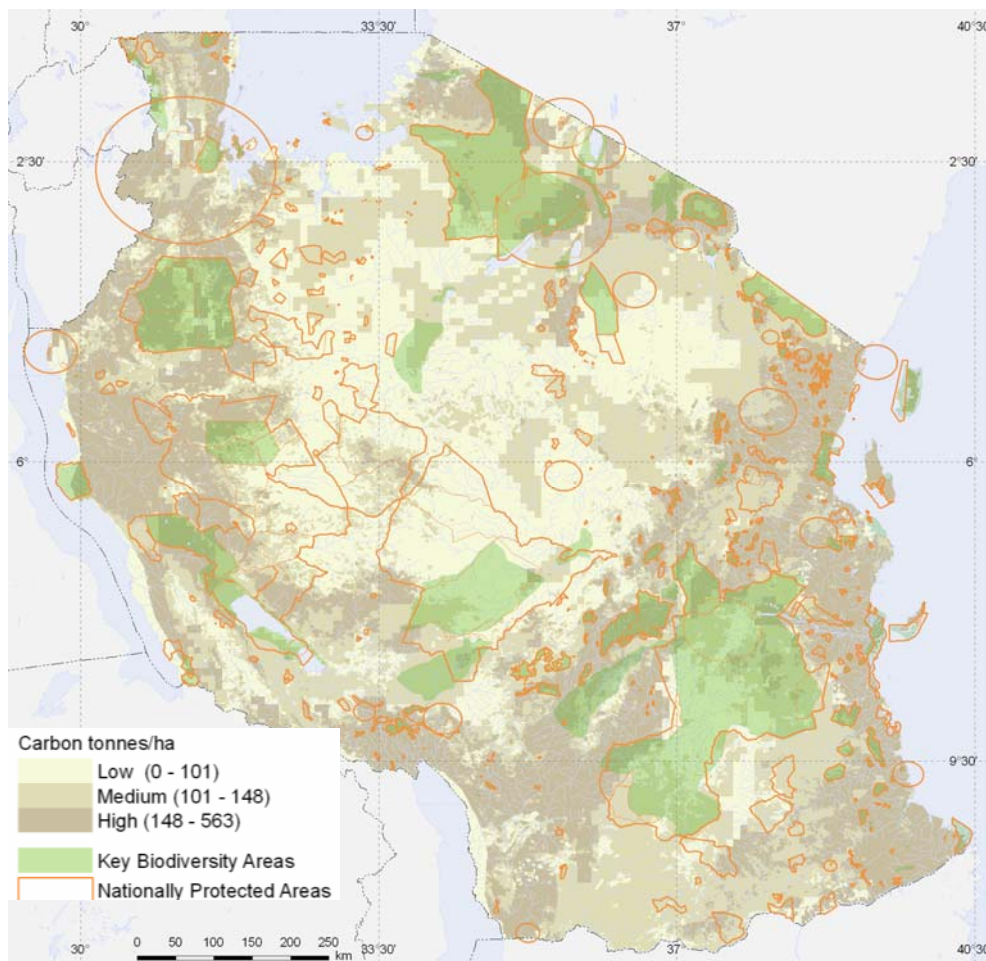 30° 33°30' 37° 40°30'
2°30' 2°30'
6° 6°
9°30'
Carbon tonnes/ha
Low (0 - 101)
Medium (101 - 148)
High (148 - 563)
Key Biodiversity Areas
Nationally Protected Areas
30° 33°30' 37° 40°30'
0 50 100 150 200 250
km